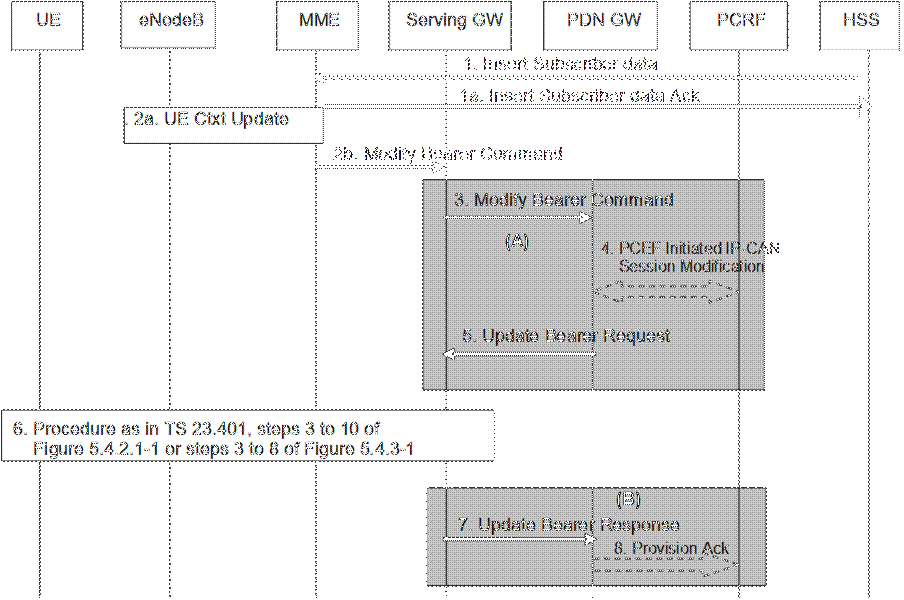 UE eNodeB MME Serving GW PDN GW PCRF HSS
1. Insert Subscriber data
1a. Insert Subscriber data Ack
. 2a. UE Ctxt Update
2b. Modify Bearer Command
3. Modify Bearer Command
(A)
4. PCEF Initiated IP-CAN
Session Modification
5. Update Bearer Request
6. Procedure as in TS 23.401, steps 3 to 10 of
Figure 5.4.2.1-1 or steps 3 to 8 of Figure 5.4.3-1
(B)
7. Update Bearer Response
8. Provision Ack